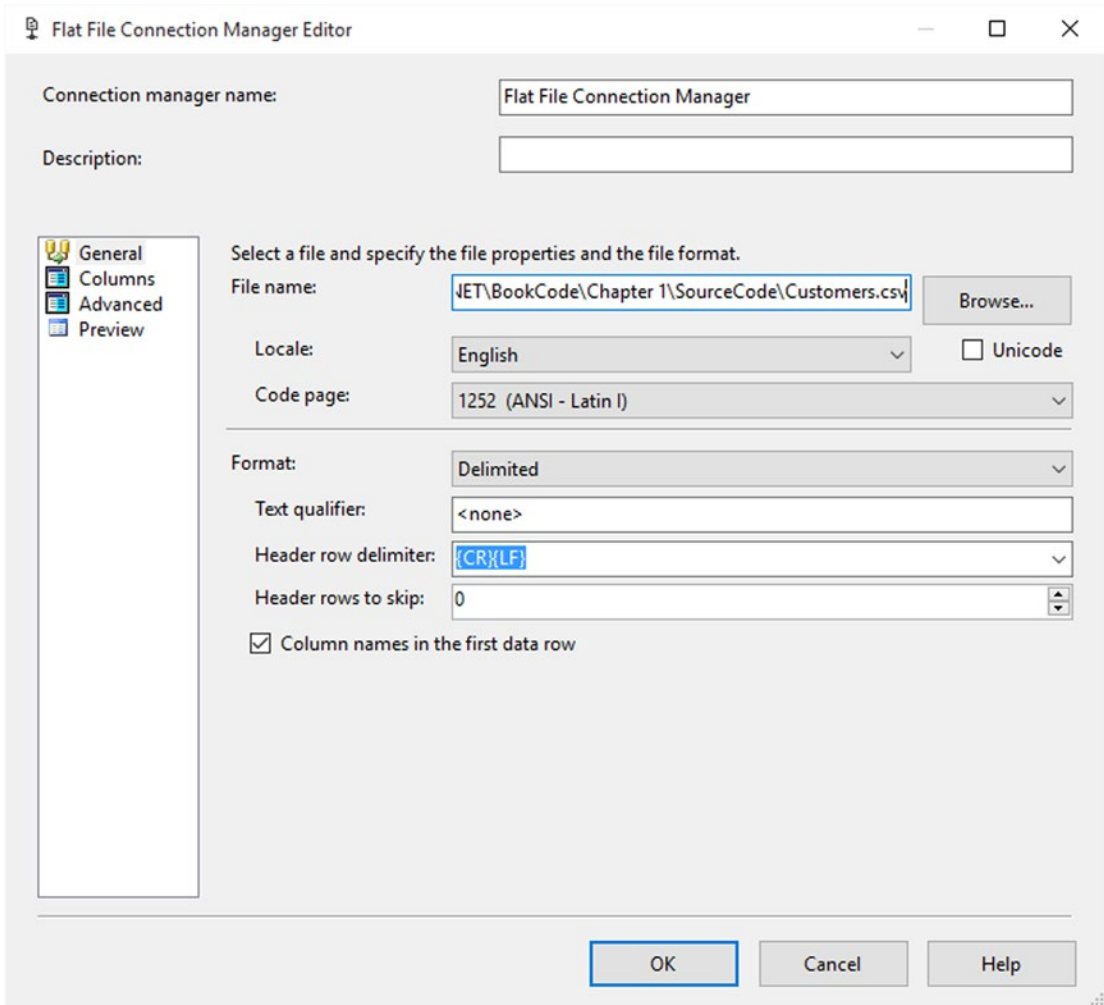 Flat File Connection Manager Editor
Connection manager name: Flat File Connection Manager
Description:
General
Columns
Advanced
Preview
Select a file and specify the file properties and the file format.
File name: \BookCode\Chapter 1\SourceCode\Customers.csv Browse...
Locale: English Unicode
Code page: 1252 (ANSI - Latin I)
Format: Delimited
Text qualifier: <none>
Header row delimiter: {CR}{LF}
Header rows to skip: 0
Column names in the first data row
OK Cancel Help